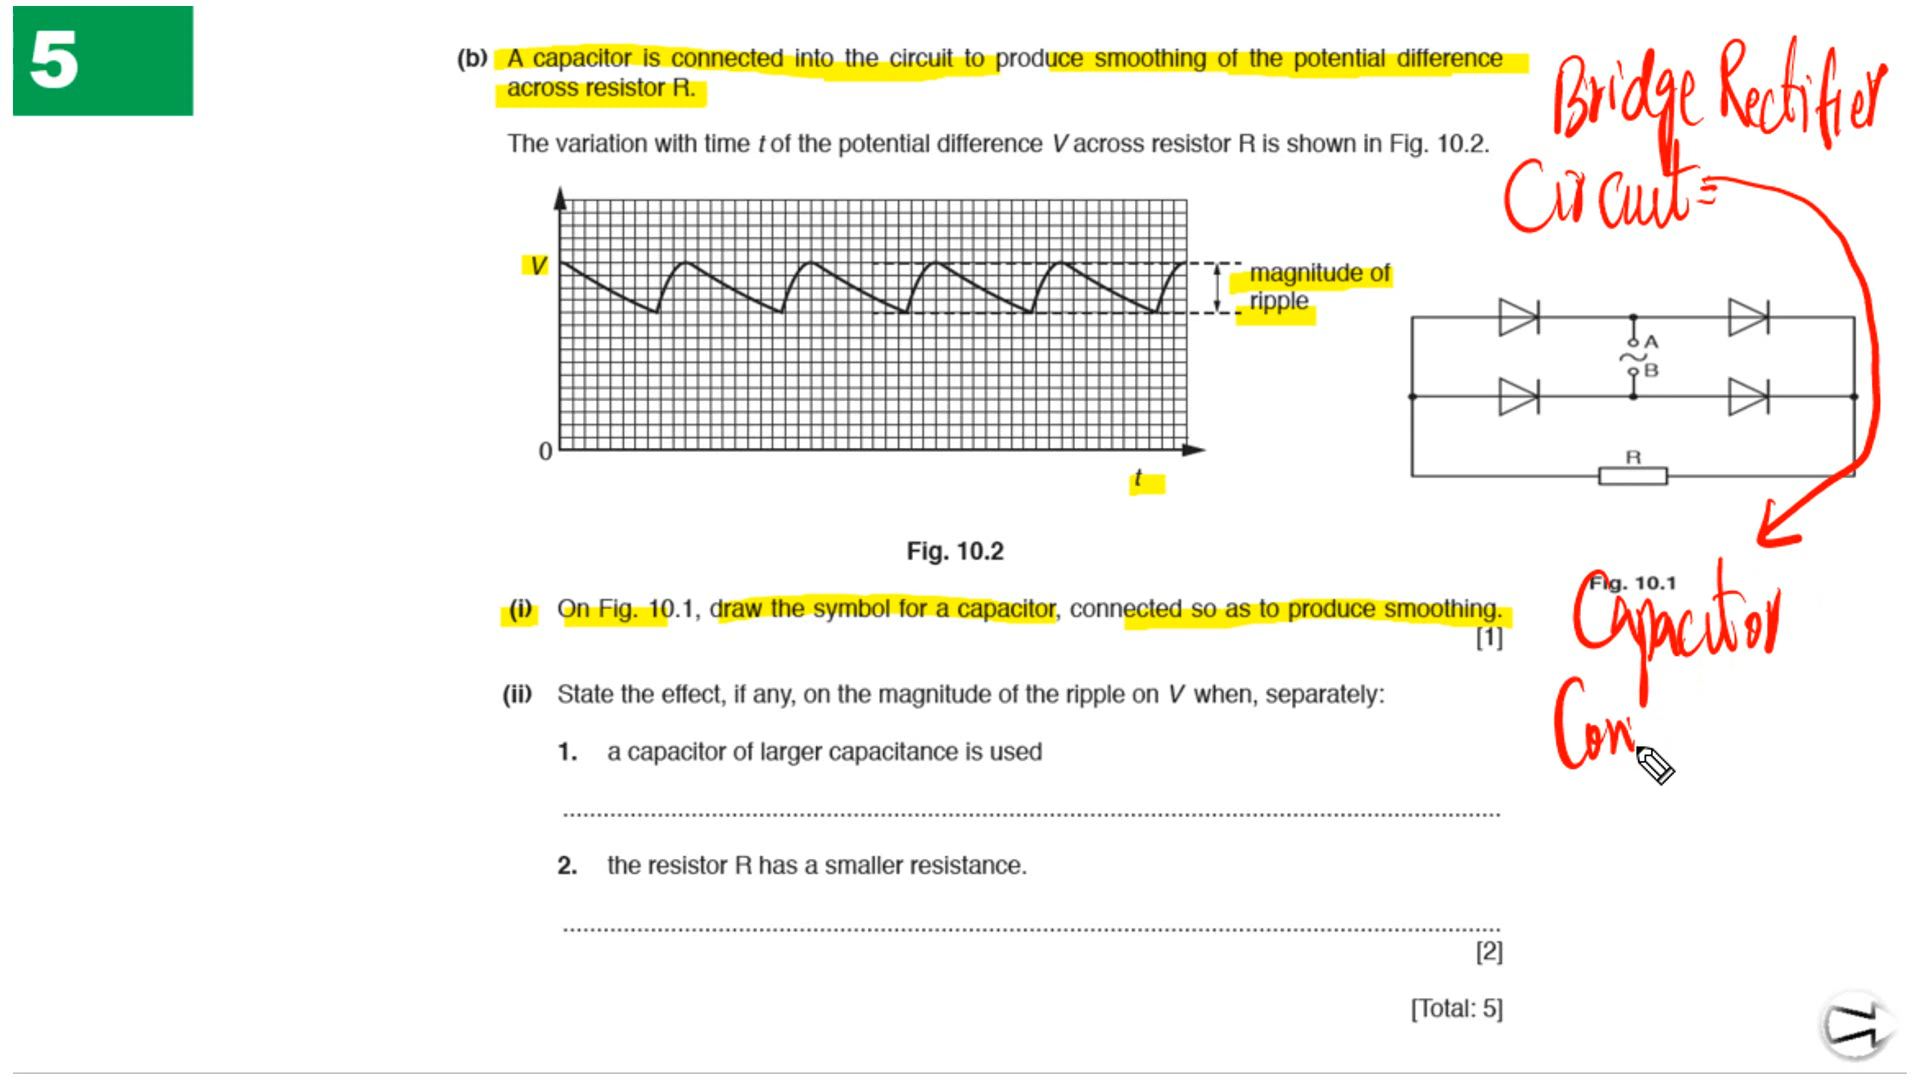 5
(b) A capacitor is connected into the circuit to produce smoothing of the potential difference
across resistor R.
The variation with time t of the potential difference V across resistor R is shown in Fig. 10.2.
V
0
t
magnitude of
ripple
Fig. 10.2
Bridge Rectifier
Circuit =
A
B
R
Fig. 10.1
Capacitor
Con
(i) On Fig. 10.1, draw the symbol for a capacitor, connected so as to produce smoothing.
[1]
(ii) State the effect, if any, on the magnitude of the ripple on V when, separately:
1. a capacitor of larger capacitance is used
2. the resistor R has a smaller resistance.
[2]
[Total: 5]